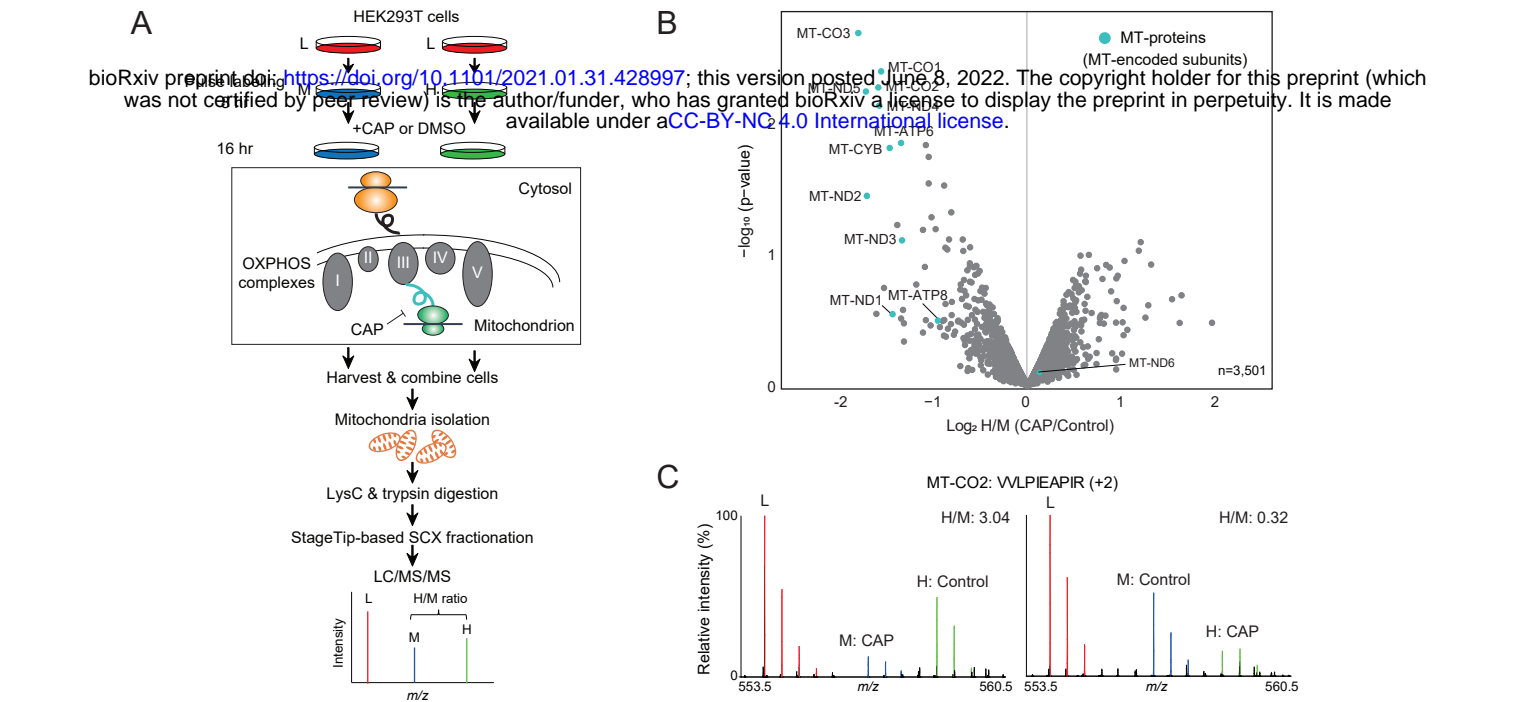 A
HEK293T cells
L
L
Pulse labeling
8 hr
M
H
+CAP or DMSO
16 hr
Cytosol
OXPHOS
complexes
I
II
III
IV
V
CAP
Mitochondrion
Harvest & combine cells
Mitochondria isolation
LysC & trypsin digestion
StageTip-based SCX fractionation
LC/MS/MS
L
H/M ratio
M
H
Intensity
m/z
bioRxiv preprint doi: https://doi.org/10.1101/2021.01.31.428997; this version posted June 8, 2022. The copyright holder for this preprint (which
was not certified by peer review) is the author/funder, who has granted bioRxiv a license to display the preprint in perpetuity. It is made
available under aCC-BY-NC 4.0 International license.
B
MT-CO3
MT-proteins
(MT-encoded subunits)
MT-CO1
MT-ND5
MT-CO2
MT-ND4
MT-ATP6
MT-CYB
MT-ND2
MT-ND3
MT-ND1
MT-ATP8
MT-ND6
n=3,501
2
1
0
−log₁₀ (p−value)
-2
−1
0
1
2
Log₂ H/M (CAP/Control)
C
MT-CO2: VVLPIEAPIR (+2)
L
H/M: 3.04
H: Control
M: CAP
L
H/M: 0.32
M: Control
H: CAP
100
0
Relative intensity (%)
553.5
m/z
560.5
553.5
m/z
560.5